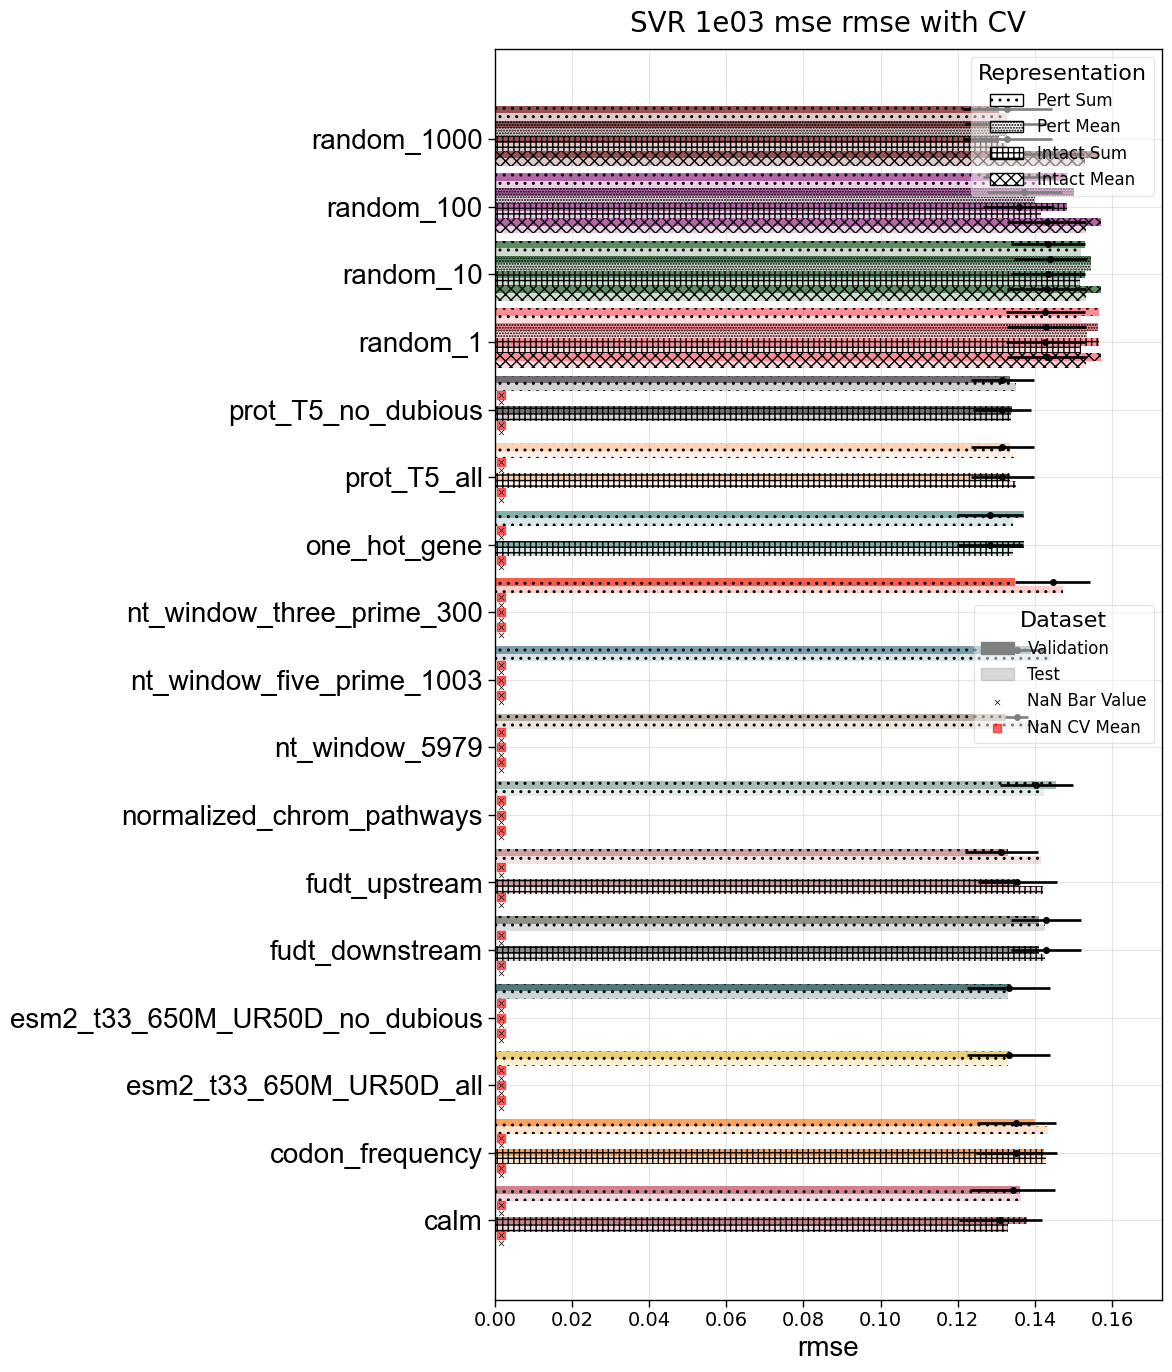 SVR 1e03 mse rmse with CV
Representation
Pert Sum
Pert Mean
Intact Sum
Intact Mean
random_1000
random_100
random_10
random_1
prot_T5_no_dubious
prot_T5_all
one_hot_gene
nt_window_three_prime_300
Dataset
Validation
Test
NaN Bar Value
NaN CV Mean
nt_window_five_prime_1003
nt_window_5979
normalized_chrom_pathways
fudt_upstream
fudt_downstream
esm2_t33_650M_UR50D_no_dubious
esm2_t33_650M_UR50D_all
codon_frequency
calm
0.00 0.02 0.04 0.06 0.08 0.10 0.12 0.14 0.16
rmse